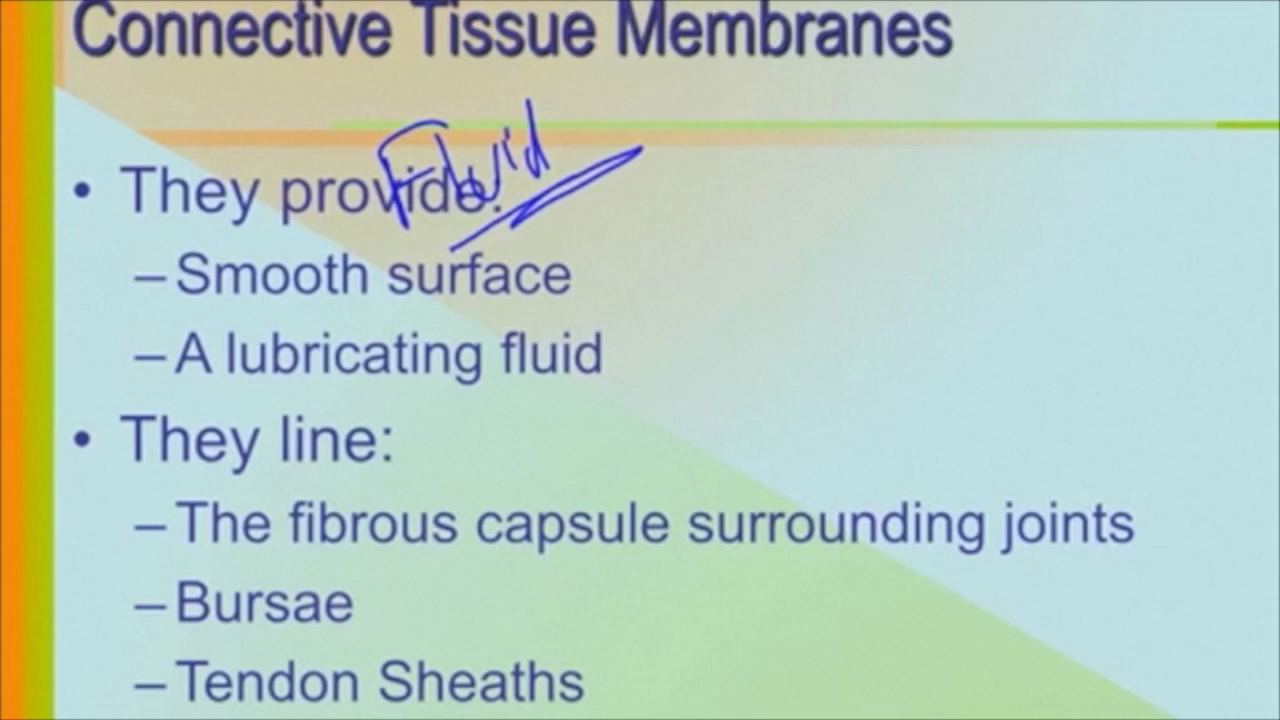 Connective Tissue Membranes
Fluid
• They provide:
– Smooth surface
– A lubricating fluid
• They line:
– The fibrous capsule surrounding joints
– Bursae
– Tendon Sheaths